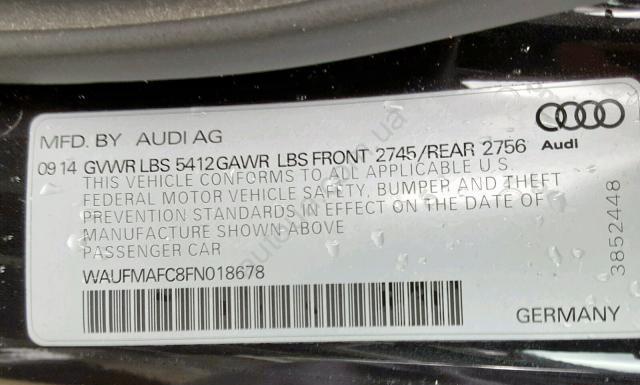 MFD. BY AUDI AG
Audi
09 14 GVWR LBS 5412 GAWR LBS FRONT 2745/REAR 2756
THIS VEHICLE CONFORMS TO ALL APPLICABLE U.S.
FEDERAL MOTOR VEHICLE SAFETY, BUMPER AND THEFT
PREVENTION STANDARDS IN EFFECT ON THE DATE OF
MANUFACTURE SHOWN ABOVE
PASSENGER CAR
WAUFMAFC8FN018678
3852448
GERMANY